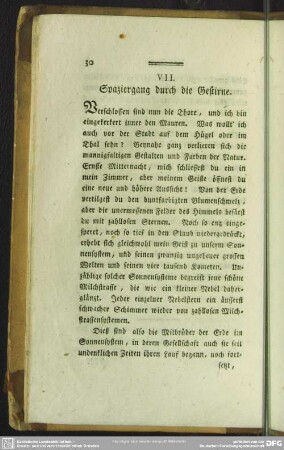 30
VII.
Spaziergang durch die Gestirne.
Verschlossen sind nun die Thore, und ich bin
eingekerkert inner den Mauren. Was wollt' ich
auch vor der Stadt auf dem Hügel oder im
Thal sehn? Beynahe ganz verlieren sich die
mannigfaltigen Gestalten und Farben der Natur.
Ernste Mitternacht, mich schliessest du ein in
mein Zimmer, aber meinem Geiste öfnest du
eine neue und höhere Aussicht! Von der Erde
vertilgest du den buntfarbigten Blumenschmelz,
aber die unermeßnen Felder des Himmels besäest
du mit zahllosen Sternen. Noch so eng einge-
sperrt, noch so tief in den Staub niedergedrückt,
erhebt sich gleichwohl mein Geist zu unserm Son-
nensystem, und seinen zwanzig ungeheuer grossen
Welten und seinen vier tausend Kometen. Un-
zählige solcher Sonnensysteme begreift jene schöne
Milchstrasse, die wie ein kleiner Nebel daher-
glänzt. Jeder einzelner Nebelstern ein äusserst
schwacher Schimmer wieder von zahllosen Milch-
strassensystemen.
Dieß sind also die Mitbrüder der Erde im
Sonnensystem, in deren Gesellschaft auch sie seit
undenklichen Zeiten ihren Lauf begann, noch fort-
setzt,
DFG